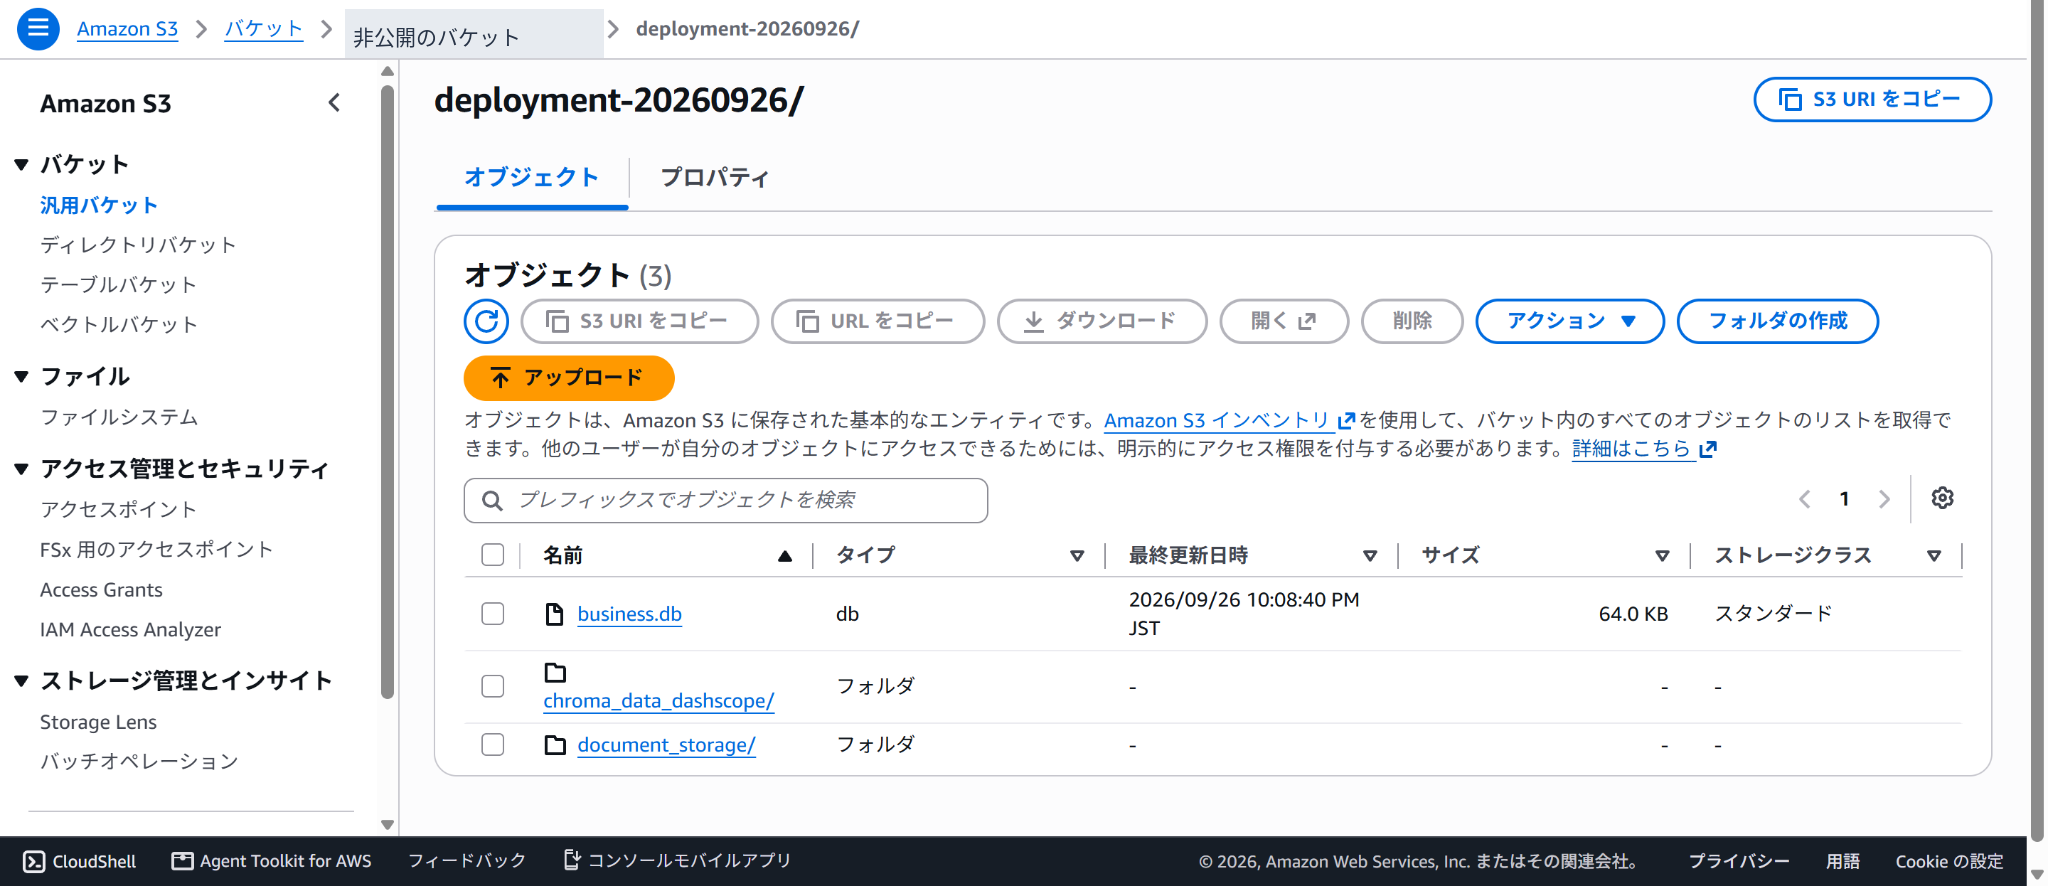 Amazon S3 > バケット > 非公開のバケット > deployment-20260926/
Amazon S3
バケット
汎用バケット
ディレクトリバケット
テーブルバケット
ベクトルバケット
ファイル
ファイルシステム
アクセス管理とセキュリティ
アクセスポイント
FSx 用のアクセスポイント
Access Grants
IAM Access Analyzer
ストレージ管理とインサイト
Storage Lens
バッチオペレーション
deployment-20260926/
S3 URI をコピー
オブジェクト プロパティ
オブジェクト (3)
S3 URI をコピー URL をコピー ダウンロード 開く 削除 アクション フォルダの作成
アップロード
オブジェクトは、Amazon S3 に保存された基本的なエンティティです。Amazon S3 インベントリ を使用して、バケット内のすべてのオブジェクトのリストを取得で
きます。他のユーザーが自分のオブジェクトにアクセスできるためには、明示的にアクセス権限を付与する必要があります。詳細はこちら
プレフィックスでオブジェクトを検索
1
名前 タイプ 最終更新日時 サイズ ストレージクラス
business.db db 2026/09/26 10:08:40 PM JST 64.0 KB スタンダード
chroma_data_dashscope/ フォルダ - - -
document_storage/ フォルダ - - -
CloudShell Agent Toolkit for AWS フィードバック コンソールモバイルアプリ © 2026, Amazon Web Services, Inc. またはその関連会社。 プライバシー 用語 Cookie の設定